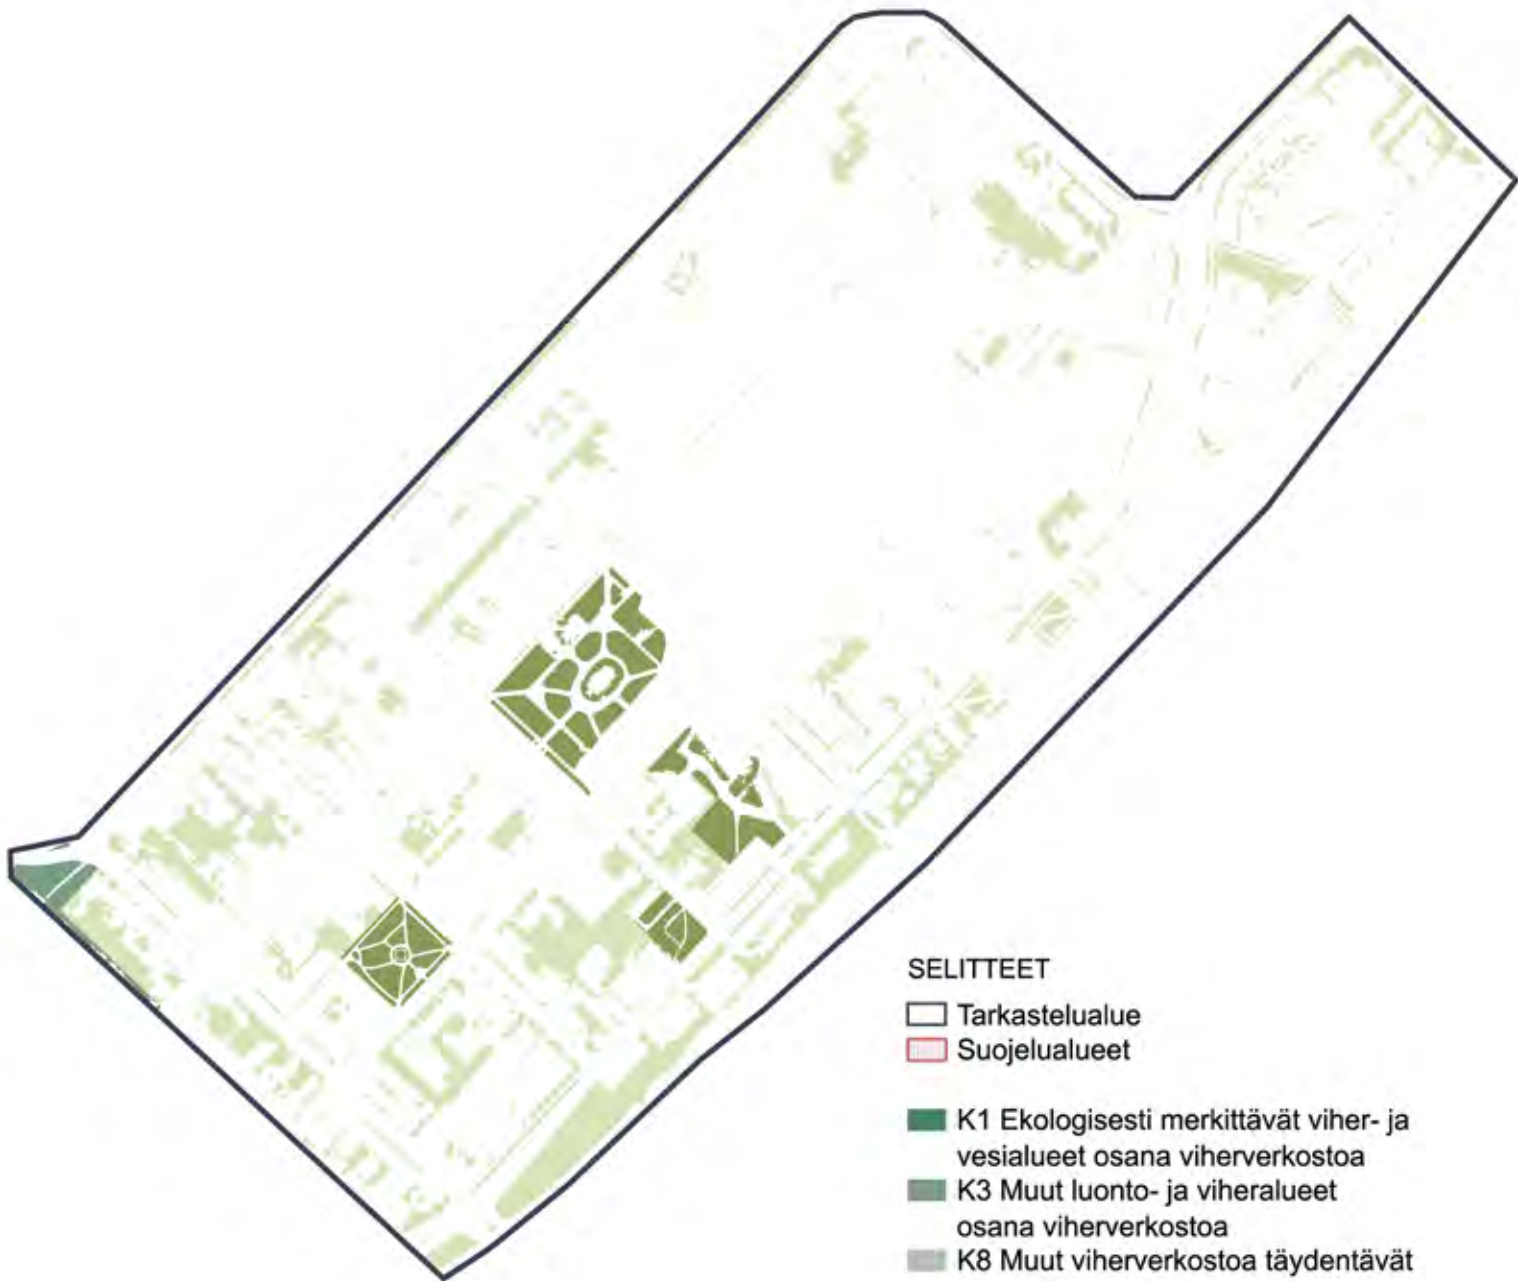 SELITTEET
Tarkastelualue
Suojelualueet
K1 Ekologisesti merkittävät viher- ja
vesialueet osana viherverkostoa
K3 Muut luonto- ja viheralueet
osana viherverkostoa
K8 Muut viherverkostoa täydentävät